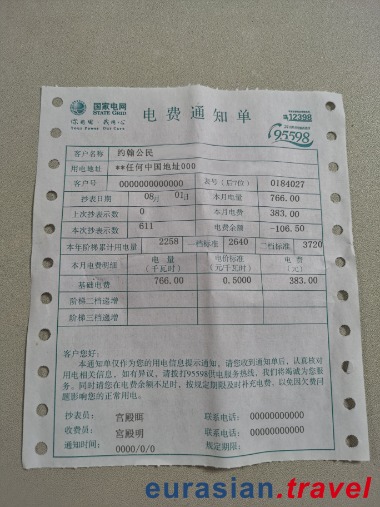 国家电网
STATE GRID
你用电·我用心
Your Power Our Care
电费通知单
12398
95598
客户名称 约翰公民
用电地址 **任何中国地址000
客户号 0000000000000 表号（后7位） 0184027
抄表日期 08月01日 本月电量 766.00
上次抄表示数 0 本月电费 383.00
本次抄表示数 611 电费余额 -106.50
本年阶梯累计用电量 2258 一档标准 2640 二档标准 3720
本月电费明细 电量（千瓦时） 电价标准（元/千瓦时） 电费（元）
基础电费 766.00 0.5000 383.00
阶梯二档递增
阶梯三档递增
客户您好：
本通知单仅作为您的用电信息提示通知，请您收到通知单后，认真核对
用电相关信息，如有异议，请拨打95598供电服务热线，我们将竭诚为您服
务。同时请您在电费余额不足时，按规定期限及时补充电费，以免因欠费问
题影响您的正常用电。
抄表员： 宫殿 联系电话： 00000000000
收费员： 宫殿明 联系电话： 00000000000
通知时间： 0000/0/0 规定期限：
eurasian.travel